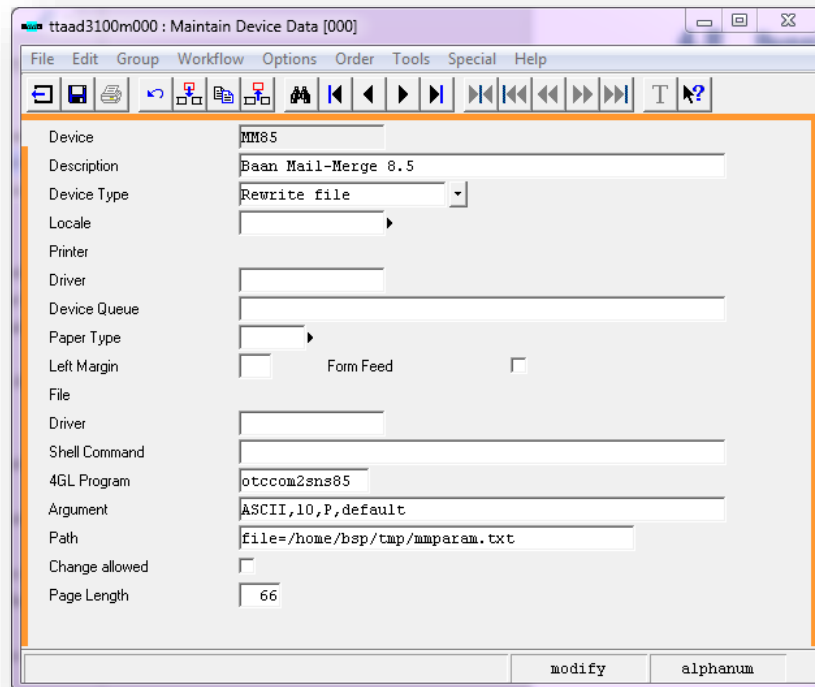 ttaad3100m000 : Maintain Device Data [000]
File Edit Group Workflow Options Order Tools Special Help
T ?
Device MM85
Description Baan Mail-Merge 8.5
Device Type Rewrite file
Locale
Printer
Driver
Device Queue
Paper Type
Left Margin Form Feed
File
Driver
Shell Command
4GL Program otccom2sns85
Argument ASCII,10,P,default
Path file=/home/bsp/tmp/mmparam.txt
Change allowed
Page Length 66
modify alphanum